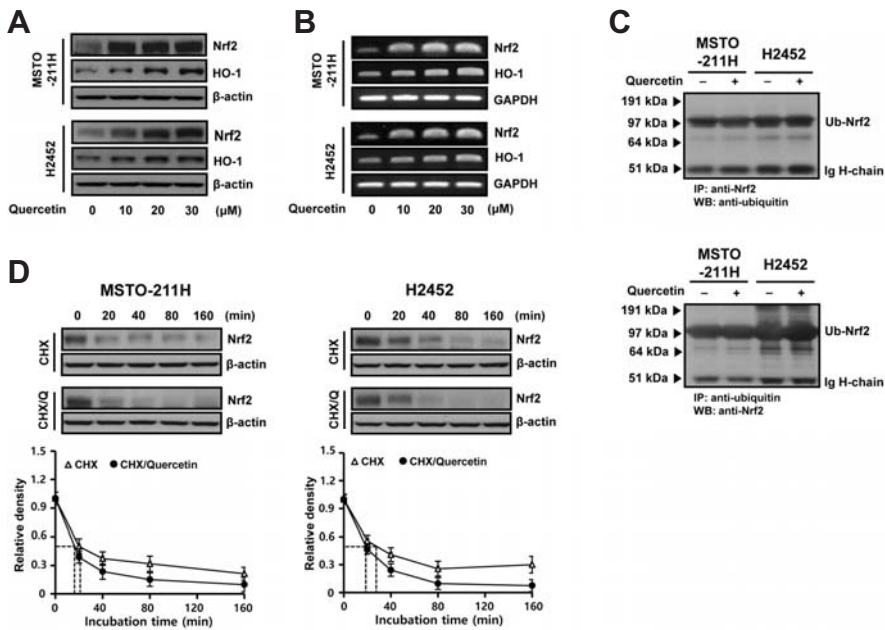 A
MSTO
-211H
Nrf2
HO-1
β-actin
H2452
Nrf2
HO-1
β-actin
Quercetin 0 10 20 30 (μM)
B
MSTO
-211H
Nrf2
HO-1
GAPDH
H2452
Nrf2
HO-1
GAPDH
Quercetin 0 10 20 30 (μM)
C
MSTO
-211H
H2452
Quercetin – + – +
191 kDa
97 kDa
64 kDa
51 kDa
Ub-Nrf2
Ig H-chain
IP: anti-Nrf2
WB: anti-ubiquitin
MSTO
-211H
H2452
Quercetin – + – +
191 kDa
97 kDa
64 kDa
51 kDa
Ub-Nrf2
Ig H-chain
IP: anti-ubiquitin
WB: anti-Nrf2
D
MSTO-211H
0 20 40 80 160 (min)
CHX
Nrf2
β-actin
CHX/Q
Nrf2
β-actin
CHX CHX/Quercetin
Relative density
1.5
1.2
0.9
0.6
0.3
0
0 40 80 120 160
Incubation time (min)
H2452
0 20 40 80 160 (min)
CHX
Nrf2
β-actin
CHX/Q
Nrf2
β-actin
CHX CHX/Quercetin
Relative density
1.5
1.2
0.9
0.6
0.3
0
0 40 80 120 160
Incubation time (min)